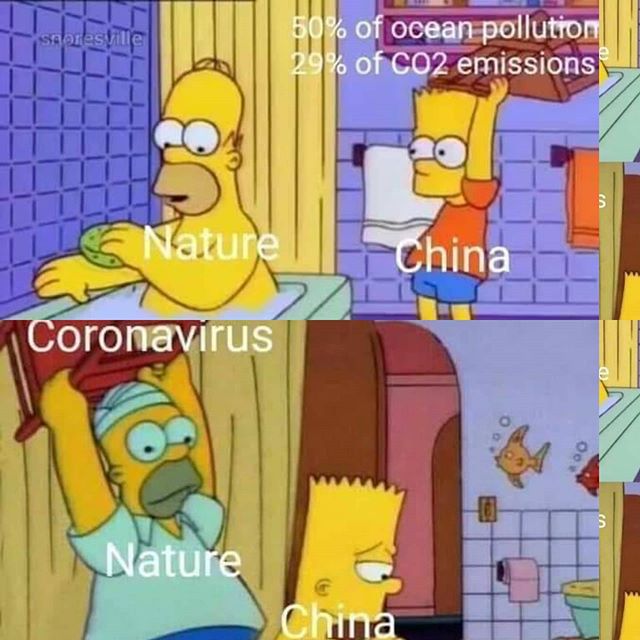 snoresville
50% of ocean pollution
29% of CO2 emissions
Nature
China
Coronavirus
Nature
China
e
s
e
s